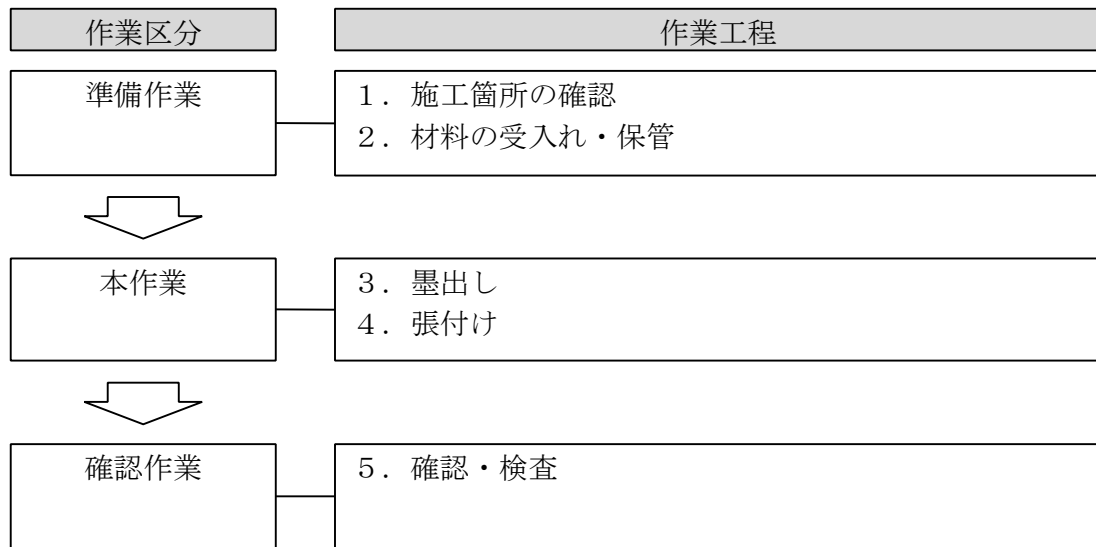 作業区分
作業工程
準備作業
１．施工箇所の確認
２．材料の受入れ・保管
本作業
３．墨出し
４．張付け
確認作業
５．確認・検査